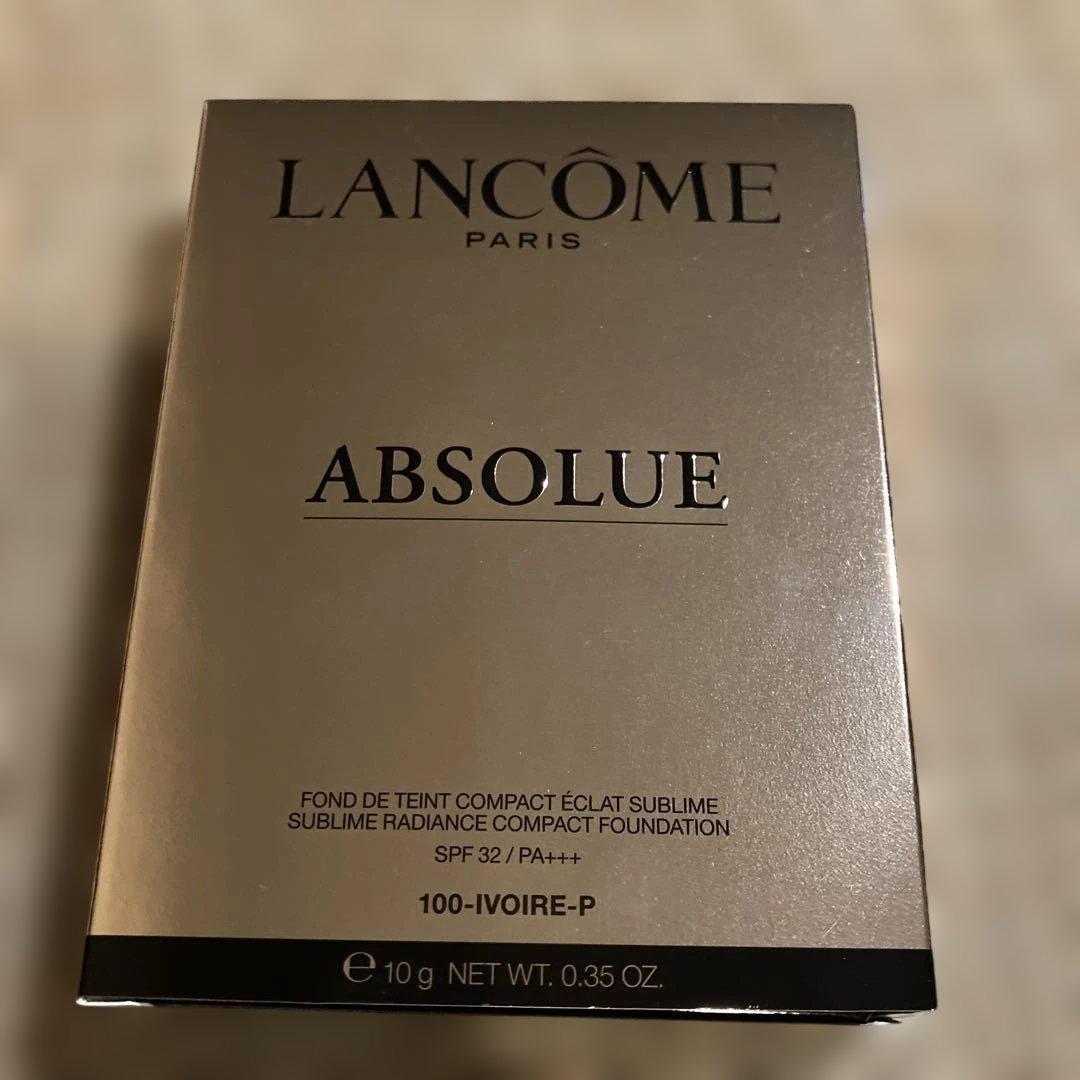 LANCÔME
PARIS
ABSOLUE
FOND DE TEINT COMPACT ÉCLAT SUBLIME
SUBLIME RADIANCE COMPACT FOUNDATION
SPF 32 / PA+++
100-IVOIRE-P
℮ 10 g NET WT. 0.35 OZ.